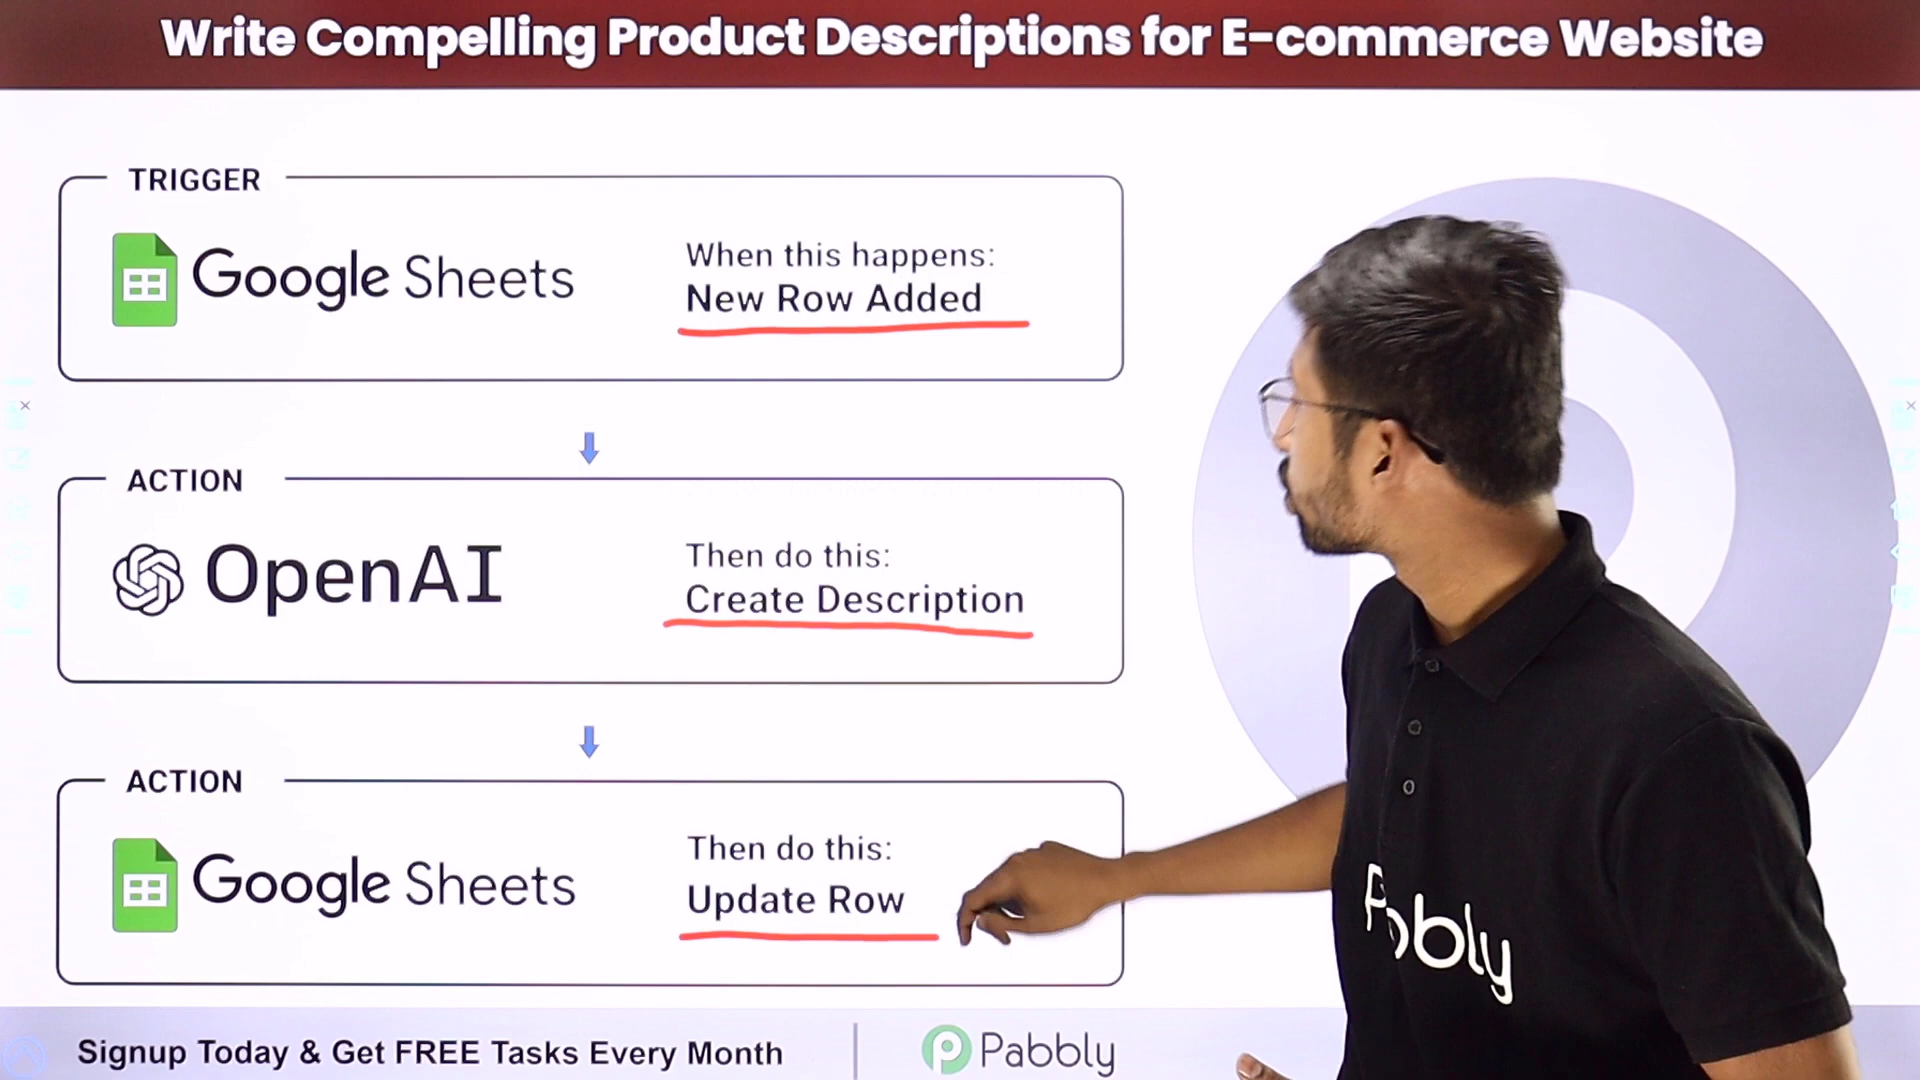 Write Compelling Product Descriptions for E-commerce Website
TRIGGER
Google Sheets
When this happens:
New Row Added
ACTION
OpenAI
Then do this:
Create Description
ACTION
Google Sheets
Then do this:
Update Row
Pabbly
Signup Today & Get FREE Tasks Every Month
Pabbly